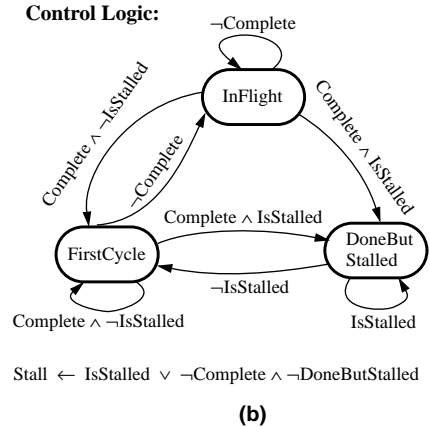 Control Logic:
¬Complete
InFlight
Complete ∧ ¬IsStalled
¬Complete
Complete ∧ IsStalled
Complete ∧ IsStalled
FirstCycle
DoneBut
Stalled
¬IsStalled
Complete ∧ ¬IsStalled
IsStalled
Stall ← IsStalled ∨ ¬Complete ∧ ¬DoneButStalled
(b)